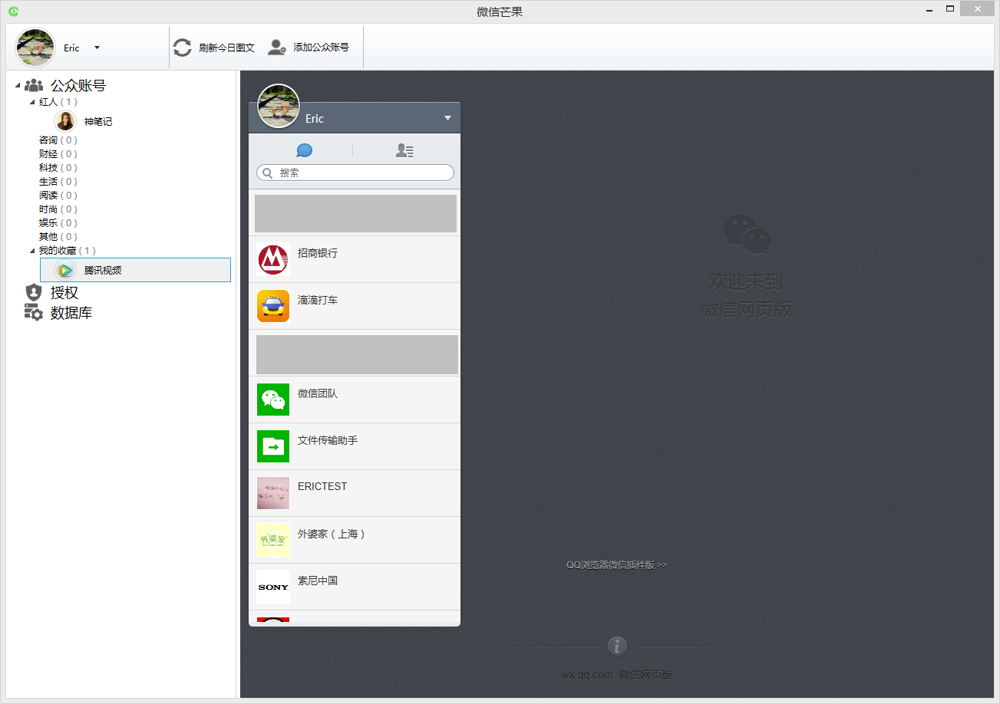 微信芒果
Eric
刷新今日图文
添加公众账号
公众账号
红人 ( 1 )
神笔记
咨询 ( 0 )
财经 ( 0 )
科技 ( 0 )
生活 ( 0 )
阅读 ( 0 )
时尚 ( 0 )
娱乐 ( 0 )
其他 ( 0 )
我的收藏 ( 1 )
腾讯视频
授权
数据库
Eric
搜索
招商银行
滴滴打车
微信团队
文件传输助手
ERICTEST
外婆家
外婆家（上海）
SONY
索尼中国
欢迎来到
微信网页版
QQ浏览器微信插件版 >>
wx.qq.com 微信网页版